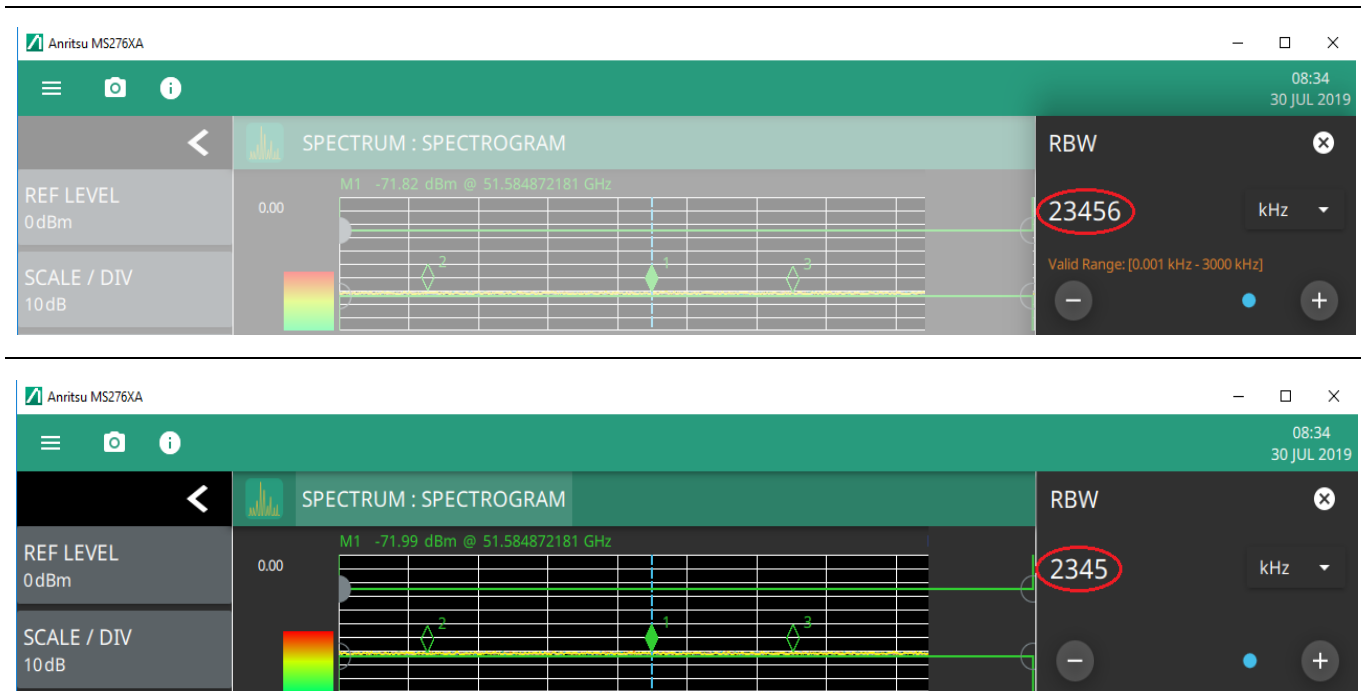 Anritsu MS276XA
08:34
30 JUL 2019
SPECTRUM : SPECTROGRAM
RBW
REF LEVEL
0 dBm
M1 -71.82 dBm @ 51.584872181 GHz
0.00
23456
kHz
SCALE / DIV
10 dB
2
1
3
Valid Range: [0.001 kHz - 3000 kHz]
Anritsu MS276XA
08:34
30 JUL 2019
SPECTRUM : SPECTROGRAM
RBW
REF LEVEL
0 dBm
M1 -71.99 dBm @ 51.584872181 GHz
0.00
2345
kHz
SCALE / DIV
10 dB
2
1
3